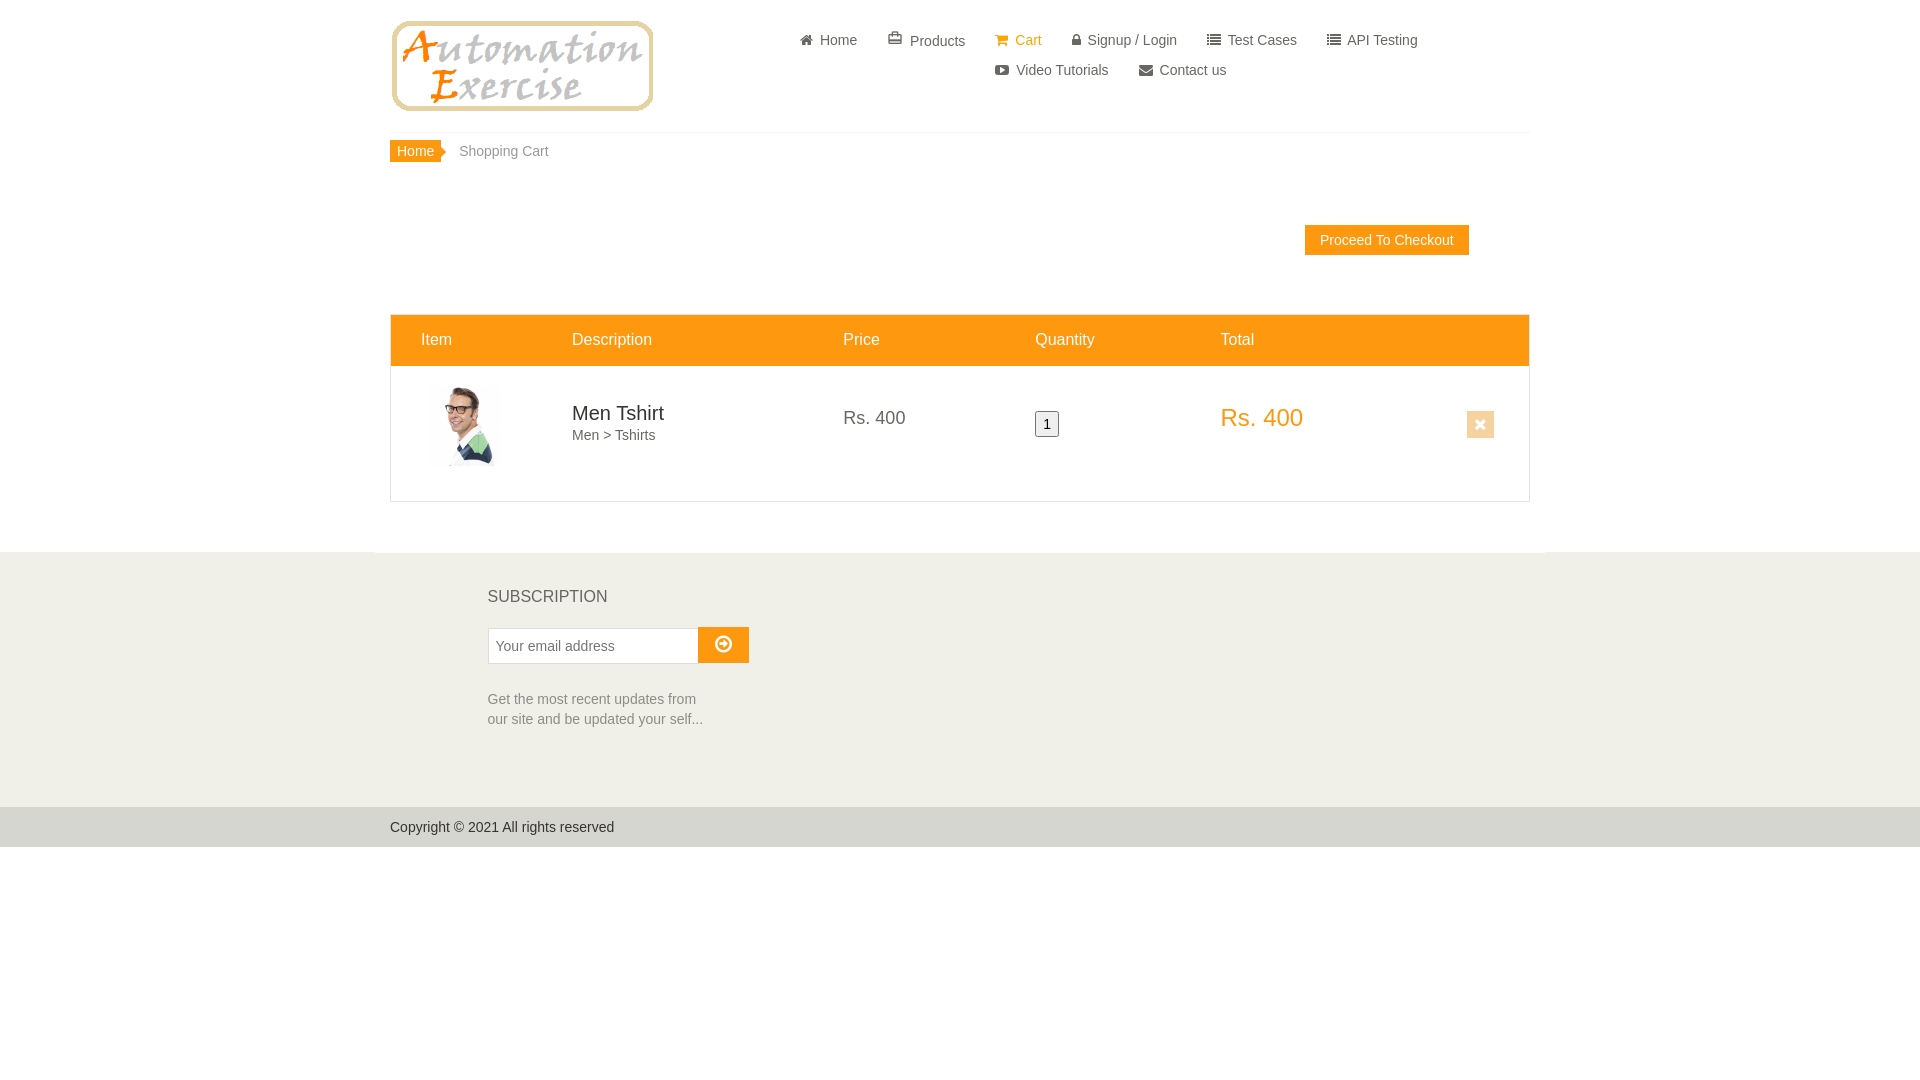 Automation
Exercise
Home
Products
Cart
Signup / Login
Test Cases
API Testing
Video Tutorials
Contact us
Home
Shopping Cart
Proceed To Checkout
Item Description Price Quantity Total
Men Tshirt
Men > Tshirts
Rs. 400
1
Rs. 400
SUBSCRIPTION
Your email address
Get the most recent updates from
our site and be updated your self...
Copyright © 2021 All rights reserved